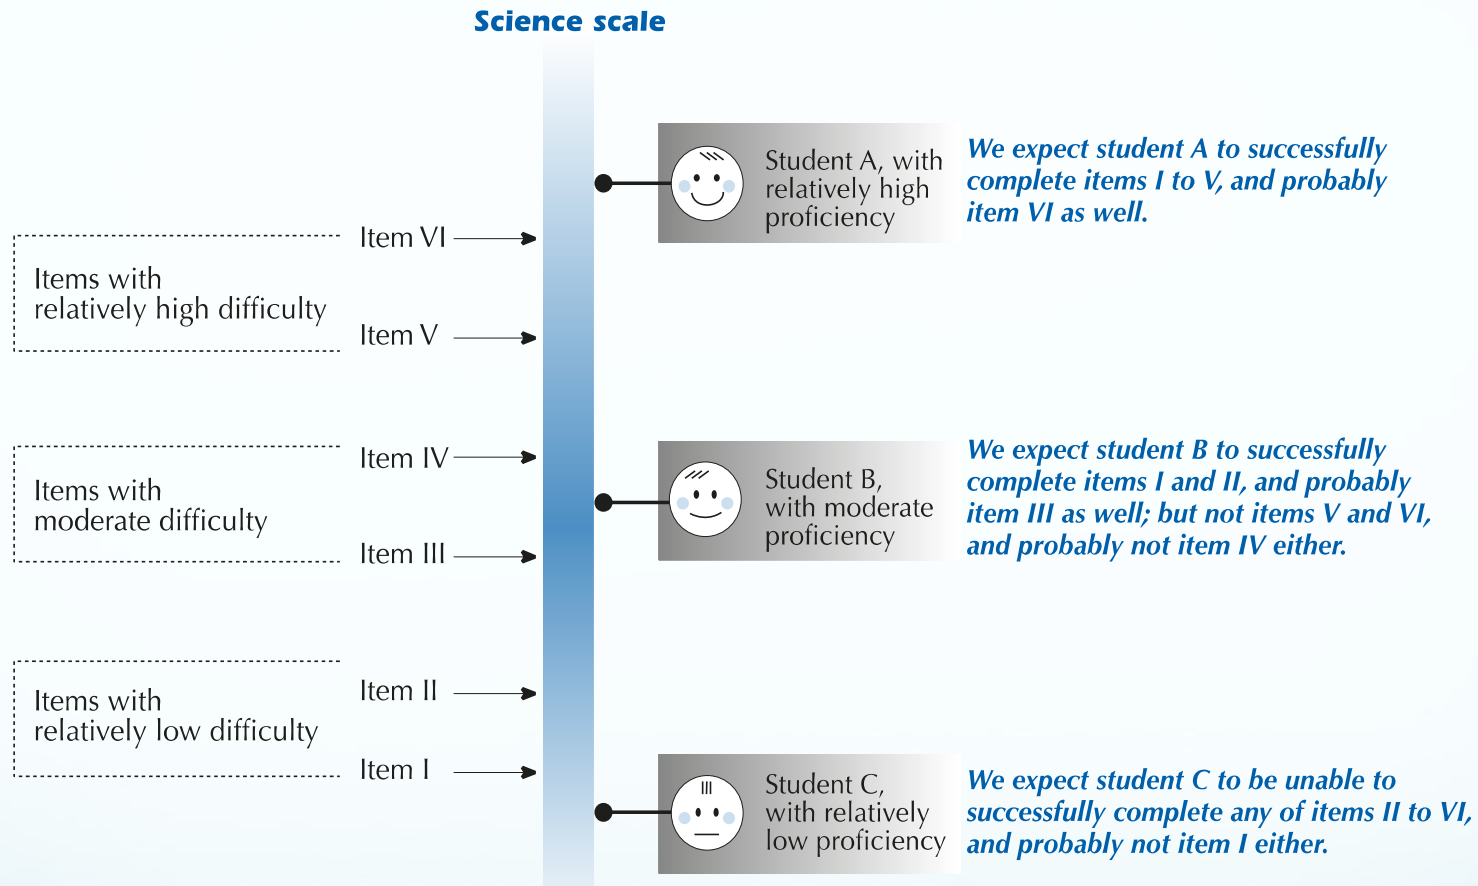 Science scale
Student A, with
relatively high
proficiency
We expect student A to successfully
complete items I to V, and probably
item VI as well.
Item VI
Items with
relatively high difficulty
Item V
Item IV
Items with
moderate difficulty
Item III
Student B,
with moderate
proficiency
We expect student B to successfully
complete items I and II, and probably
item III as well; but not items V and VI,
and probably not item IV either.
Item II
Items with
relatively low difficulty
Item I
Student C,
with relatively
low proficiency
We expect student C to be unable to
successfully complete any of items II to VI,
and probably not item I either.